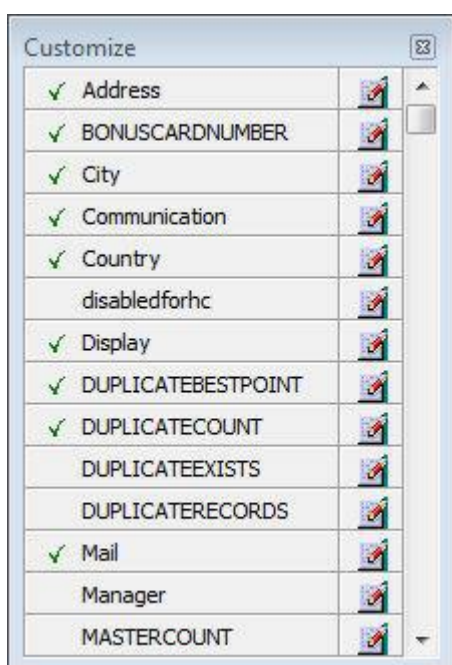 Customize
Address
BONUSCARDNUMBER
City
Communication
Country
disabledforhc
Display
DUPLICATEBESTPOINT
DUPLICATECOUNT
DUPLICATEEXISTS
DUPLICATERECORDS
Mail
Manager
MASTERCOUNT